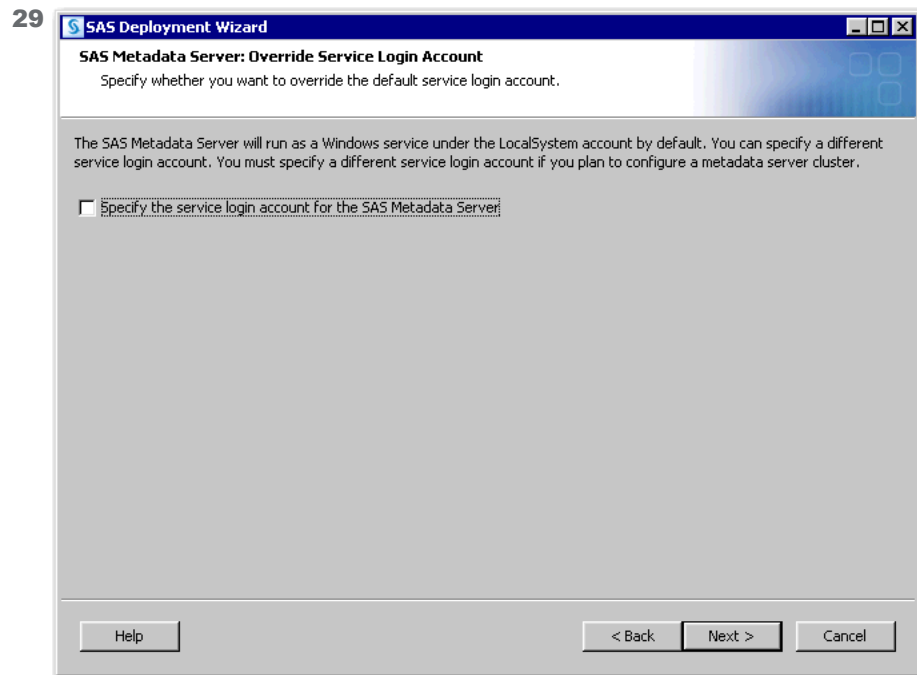 29
SAS Deployment Wizard
SAS Metadata Server: Override Service Login Account
Specify whether you want to override the default service login account.
The SAS Metadata Server will run as a Windows service under the LocalSystem account by default. You can specify a different
service login account. You must specify a different service login account if you plan to configure a metadata server cluster.
Specify the service login account for the SAS Metadata Server
Help
< Back
Next >
Cancel